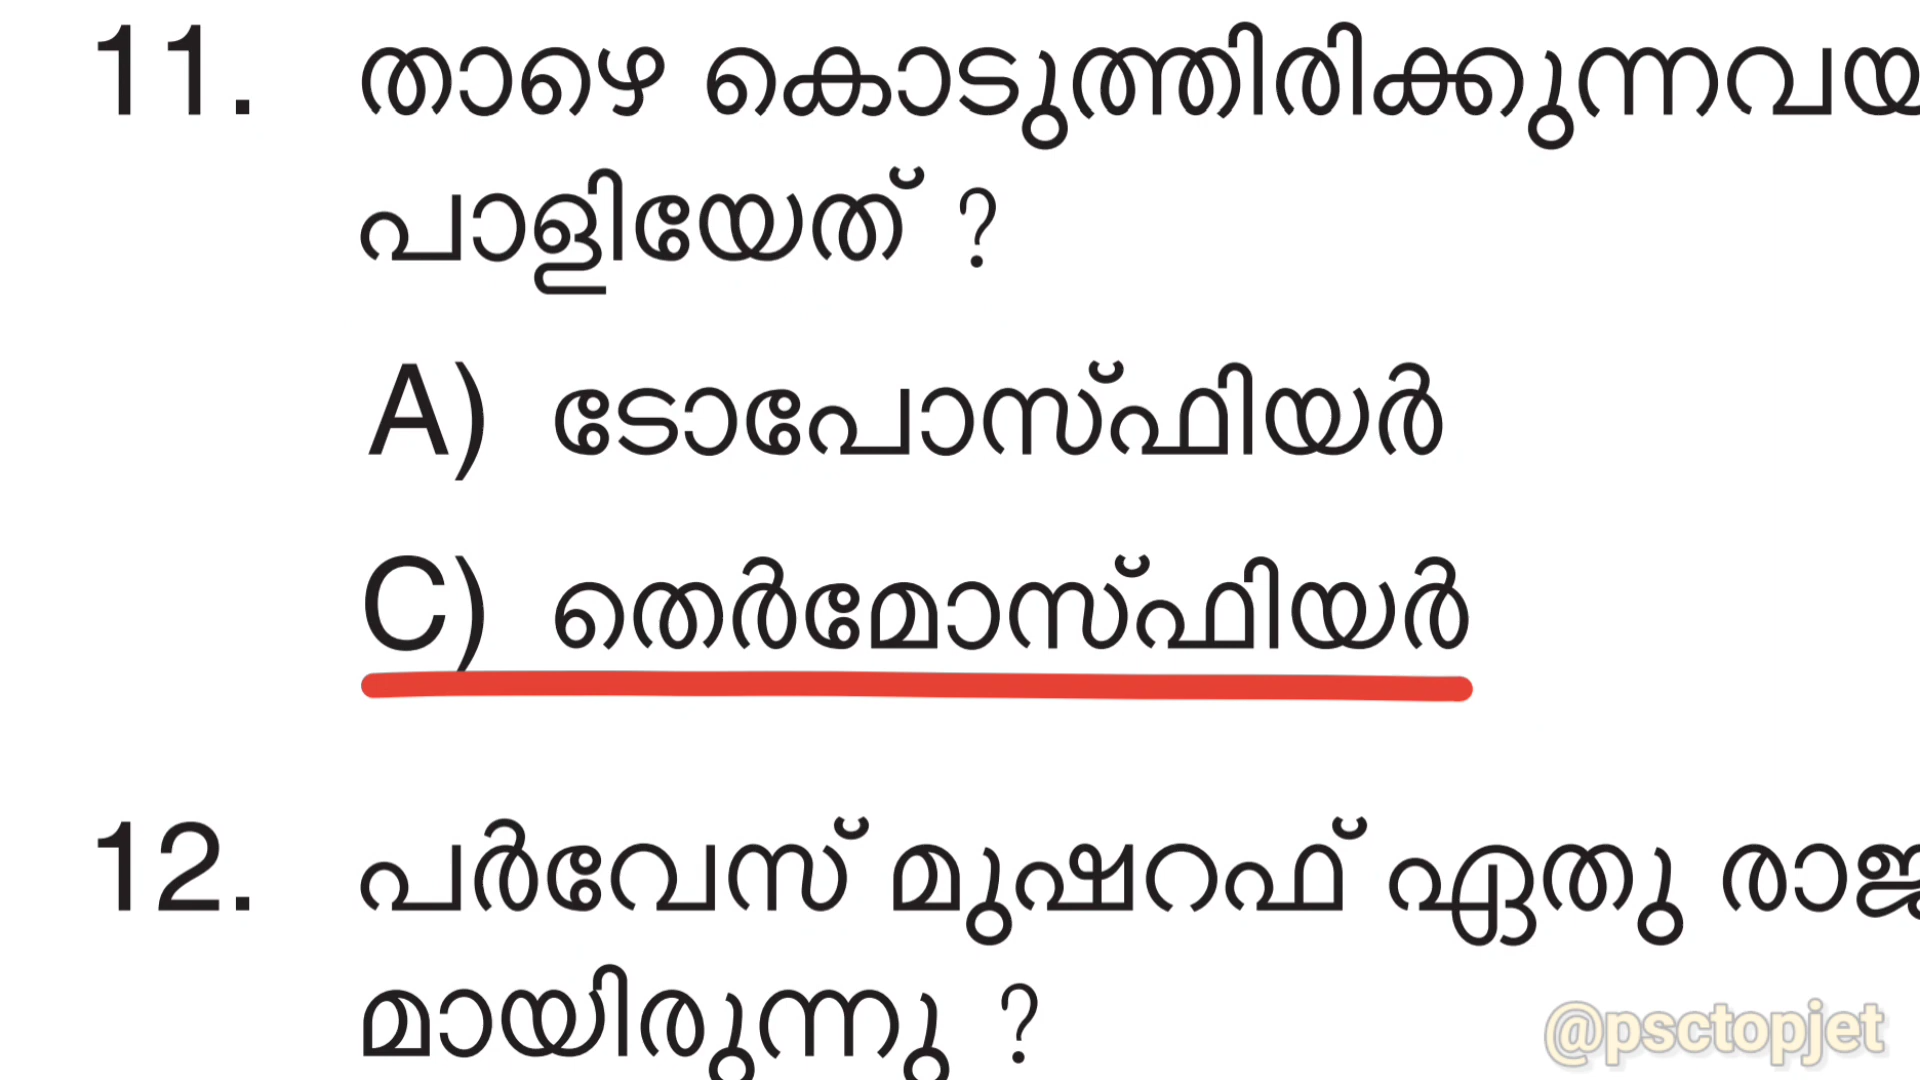 11. താഴെ കൊടുത്തിരിക്കുന്നവയ
പാളിയേത് ?
A) ടോപോസ്ഫിയർ
C) തെർമോസ്ഫിയർ
12. പർവേസ് മുഷറഫ് ഏതു രാജ
മായിരുന്നു ?
@psctopjet